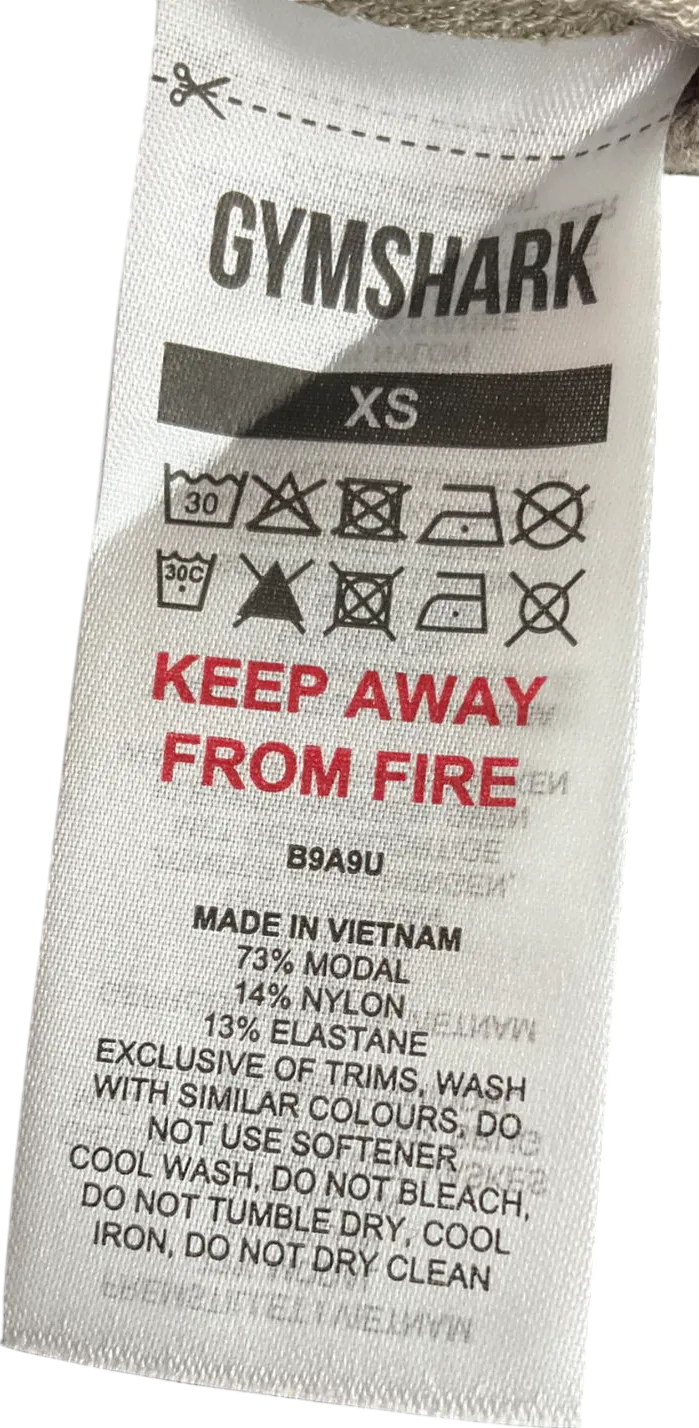 GYMSHARK
XS
30
30C
KEEP AWAY
FROM FIRE
B9A9U
MADE IN VIETNAM
73% MODAL
14% NYLON
13% ELASTANE
EXCLUSIVE OF TRIMS, WASH
WITH SIMILAR COLOURS, DO
NOT USE SOFTENER
COOL WASH, DO NOT BLEACH,
DO NOT TUMBLE DRY, COOL
IRON, DO NOT DRY CLEAN